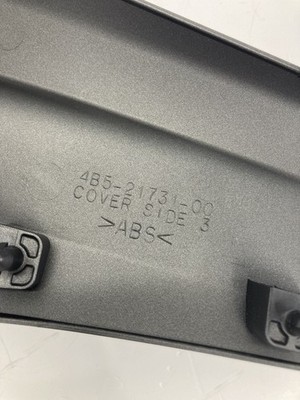 4B5-21731-00
COVER SIDE 3
>ABS<